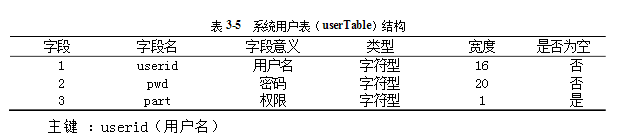 表 3-5 系统用户表（userTable）结构
字段 字段名 字段意义 类型 宽度 是否为空
1 userid 用户名 字符型 16 否
2 pwd 密码 字符型 20 否
3 part 权限 字符型 1 是
主键 ：userid（用户名）